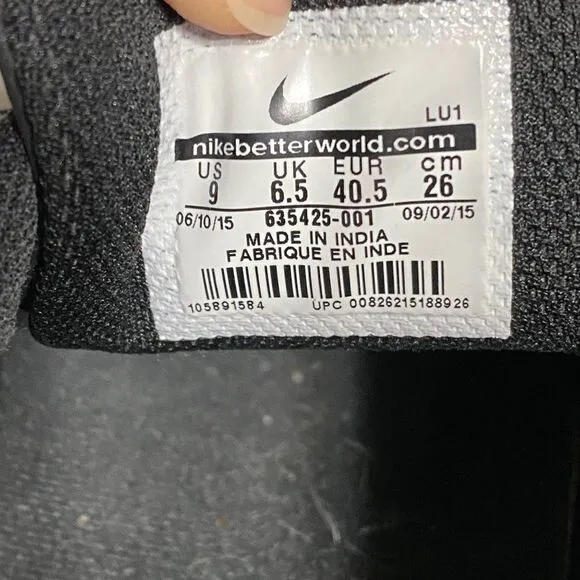 LU1
nikebetterworld.com
US UK EUR cm
9 6.5 40.5 26
06/10/15 635425-001 09/02/15
MADE IN INDIA
FABRIQUE EN INDE
105891584 UPC 00826215188926